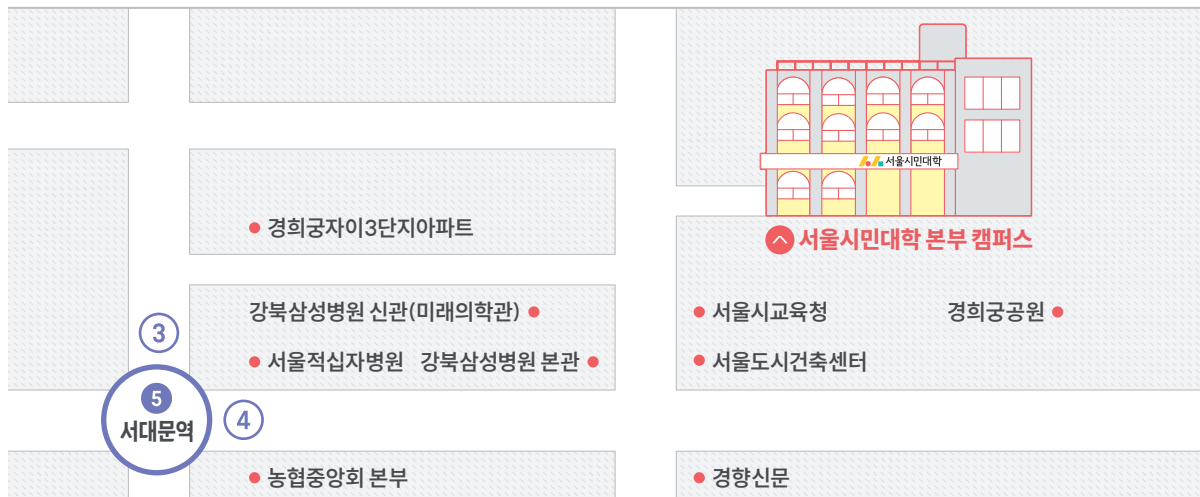 서울시민대학
서울시민대학 본부 캠퍼스
경희궁자이3단지아파트
강북삼성병원 신관(미래의학관)
서울시교육청
경희궁공원
3
서울적십자병원
강북삼성병원 본관
서울도시건축센터
5
서대문역
4
농협중앙회 본부
경향신문